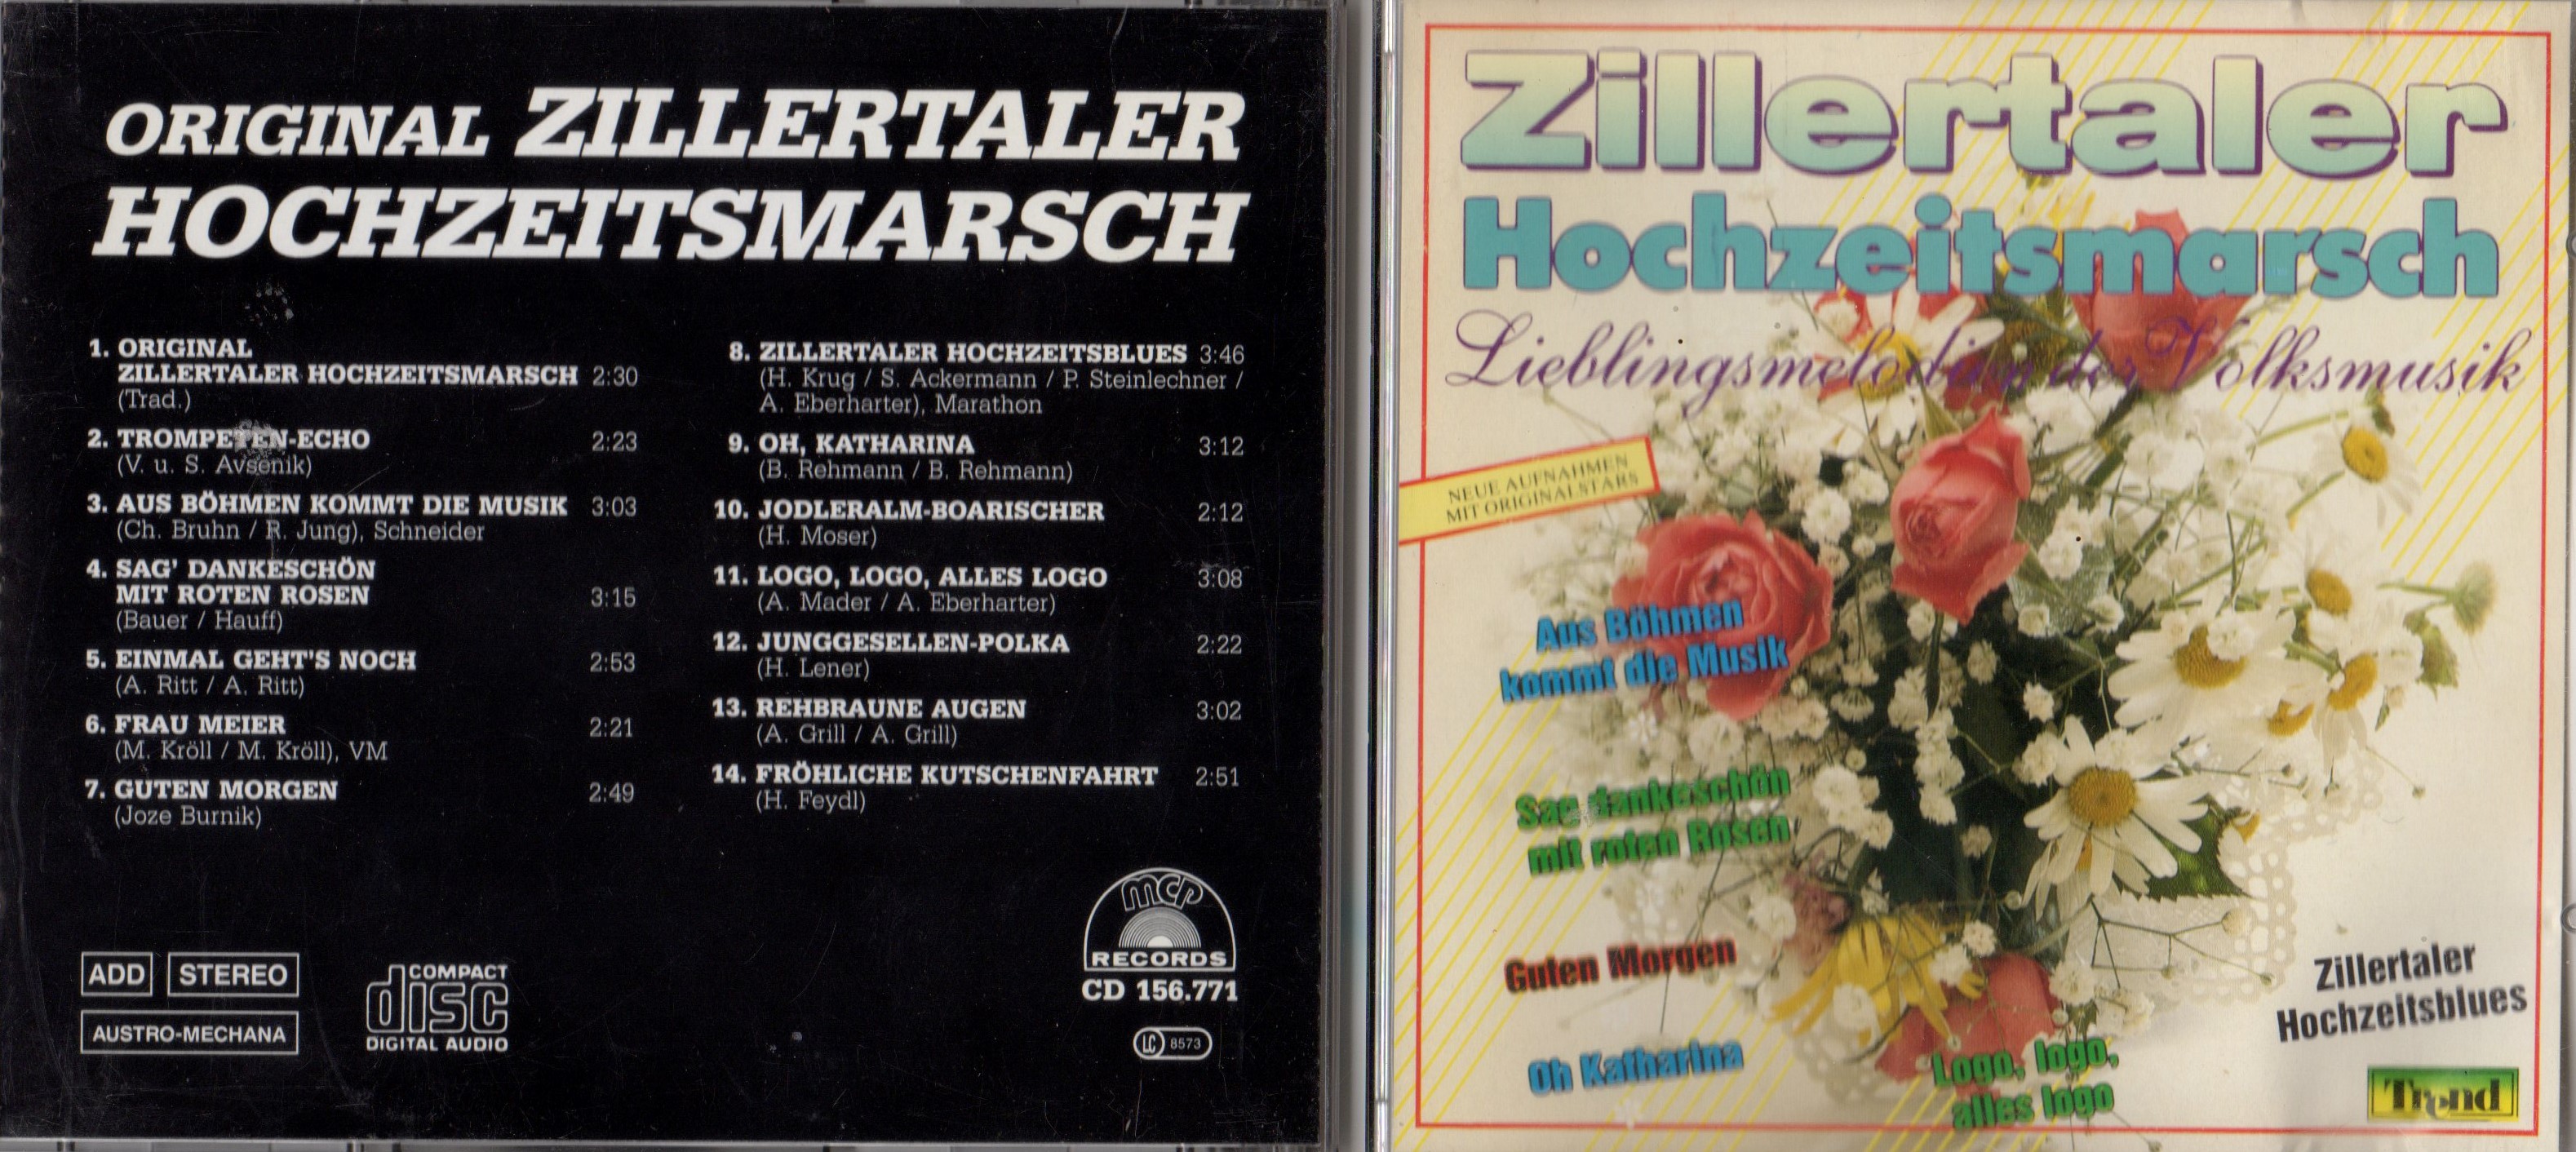 ORIGINAL ZILLERTALER
HOCHZEITSMARSCH
1. ORIGINAL
ZILLERTALER HOCHZEITSMARSCH 2:30
(Trad.)
2. TROMPETEN-ECHO 2:23
(V. u. S. Avsenik)
3. AUS BÖHMEN KOMMT DIE MUSIK 3:03
(Ch. Bruhn / R. Jung), Schneider
4. SAG' DANKESCHÖN
MIT ROTEN ROSEN 3:15
(Bauer / Hauff)
5. EINMAL GEHT'S NOCH 2:53
(A. Ritt / A. Ritt)
6. FRAU MEIER 2:21
(M. Kröll / M. Kröll), VM
7. GUTEN MORGEN 2:49
(Joze Burnik)
8. ZILLERTALER HOCHZEITSBLUES 3:46
(H. Krug / S. Ackermann / P. Steinlechner /
A. Eberharter), Marathon
9. OH, KATHARINA 3:12
(B. Rehmann / B. Rehmann)
10. JODLERALM-BOARISCHER 2:12
(H. Moser)
11. LOGO, LOGO, ALLES LOGO 3:08
(A. Mader / A. Eberharter)
12. JUNGGESELLEN-POLKA 2:22
(H. Lener)
13. REHBRAUNE AUGEN 3:02
(A. Grill / A. Grill)
14. FRÖHLICHE KUTSCHENFAHRT 2:51
(H. Feydl)
ADD STEREO
AUSTRO-MECHANA
COMPACT
disc
DIGITAL AUDIO
mcp
RECORDS
CD 156.771
LC 8573
Zillertaler
Hochzeitsmarsch
Lieblingsmelodien der Volksmusik
NEUE AUFNAHMEN
MIT ORIGINALSTARS
Aus Böhmen
kommt die Musik
Sag dankeschön
mit roten Rosen
Guten Morgen
Oh Katharina
Logo, logo,
alles logo
Zillertaler
Hochzeitsblues
Trend